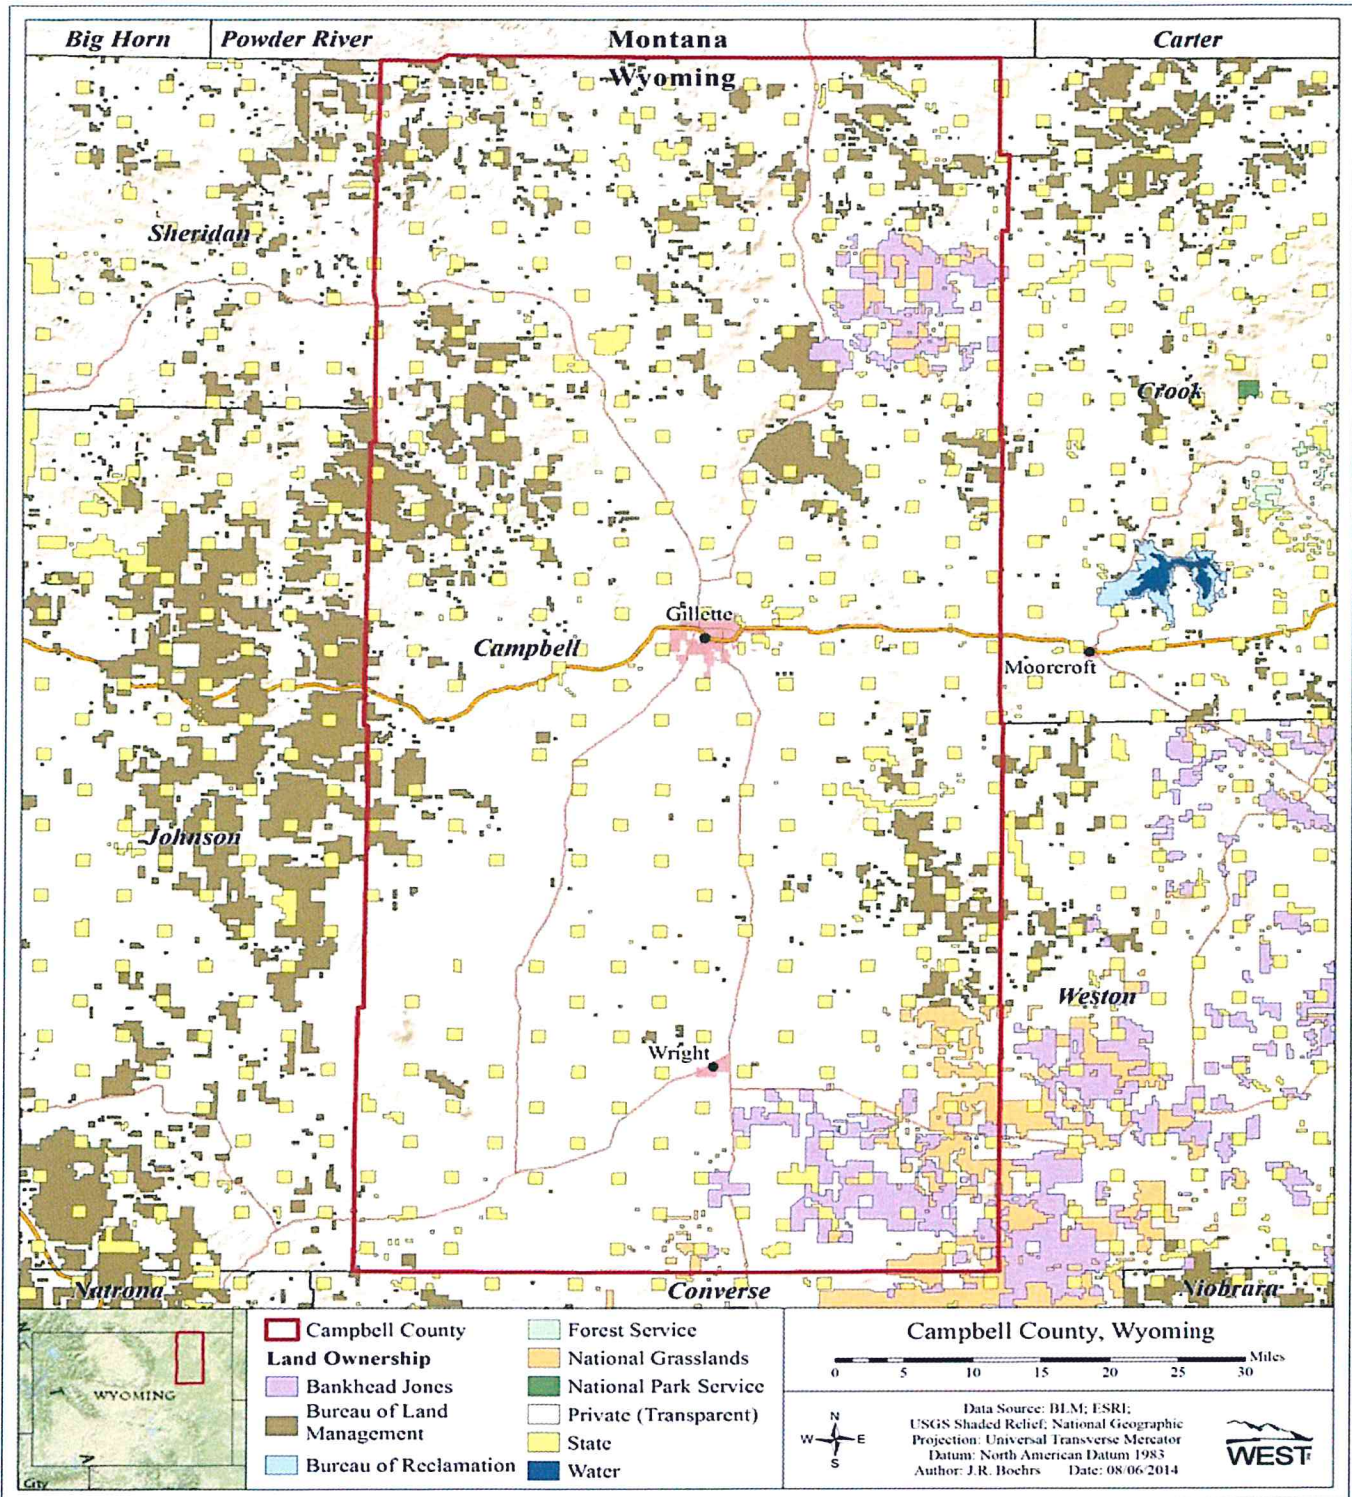 Big Horn
Powder River
Montana
Carter
Wyoming
Sheridan
Crook
Gillette
Campbell
Moorcroft
Johnson
Weston
Wright
Natrona
Converse
Niobrara
WYOMING
City
Campbell County
Land Ownership
Bankhead Jones
Bureau of Land
Management
Bureau of Reclamation
Forest Service
National Grasslands
National Park Service
Private (Transparent)
State
Water
Campbell County, Wyoming
Miles
0 5 10 15 20 25 30
N
W E
S
Data Source: BLM; ESRI;
USGS Shaded Relief; National Geographic
Projection: Universal Transverse Mercator
Datum: North American Datum 1983
Author: J.R. Boehrs Date: 08/06/2014
WEST